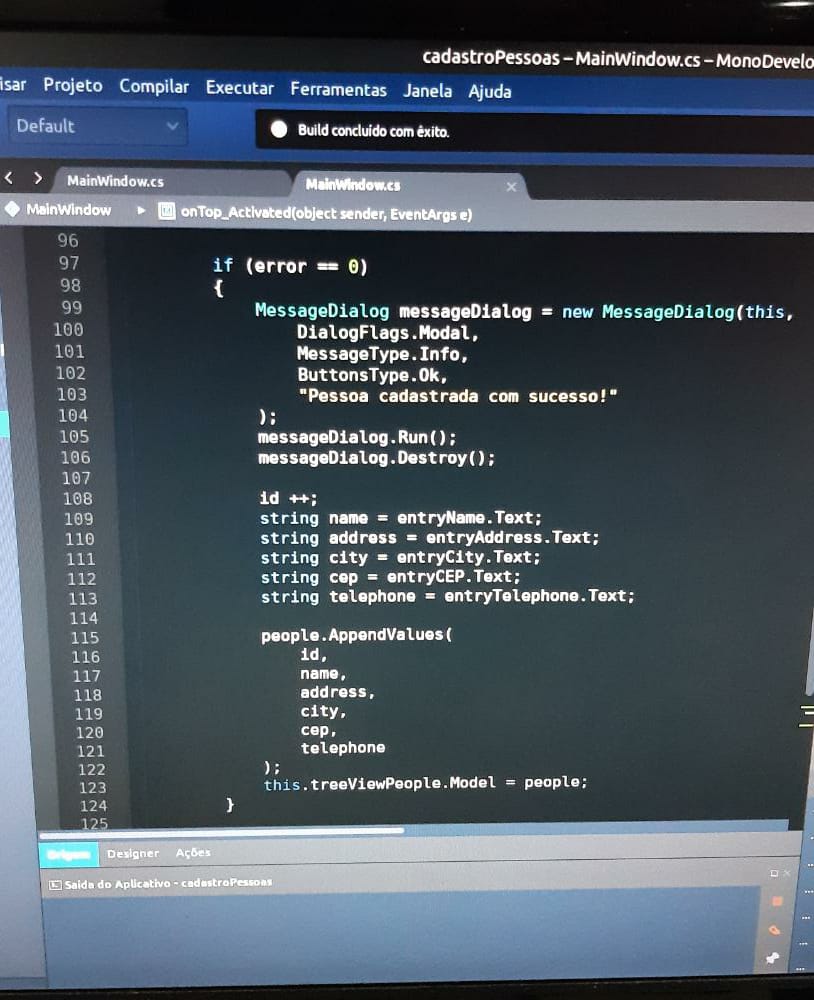 cadastroPessoas – MainWindow.cs – MonoDevelo
isar Projeto Compilar Executar Ferramentas Janela Ajuda
Default
Build concluído com êxito.
MainWindow.cs MainWindow.cs ×
MainWindow onTop_Activated(object sender, EventArgs e)
96
97 if (error == 0)
98 {
99 MessageDialog messageDialog = new MessageDialog(this,
100 DialogFlags.Modal,
101 MessageType.Info,
102 ButtonsType.Ok,
103 "Pessoa cadastrada com sucesso!"
104 );
105 messageDialog.Run();
106 messageDialog.Destroy();
107
108 id ++;
109 string name = entryName.Text;
110 string address = entryAddress.Text;
111 string city = entryCity.Text;
112 string cep = entryCEP.Text;
113 string telephone = entryTelephone.Text;
114
115 people.AppendValues(
116 id,
117 name,
118 address,
119 city,
120 cep,
121 telephone
122 );
123 this.treeViewPeople.Model = people;
124 }
125
Designer Ações
Saída do Aplicativo - cadastroPessoas